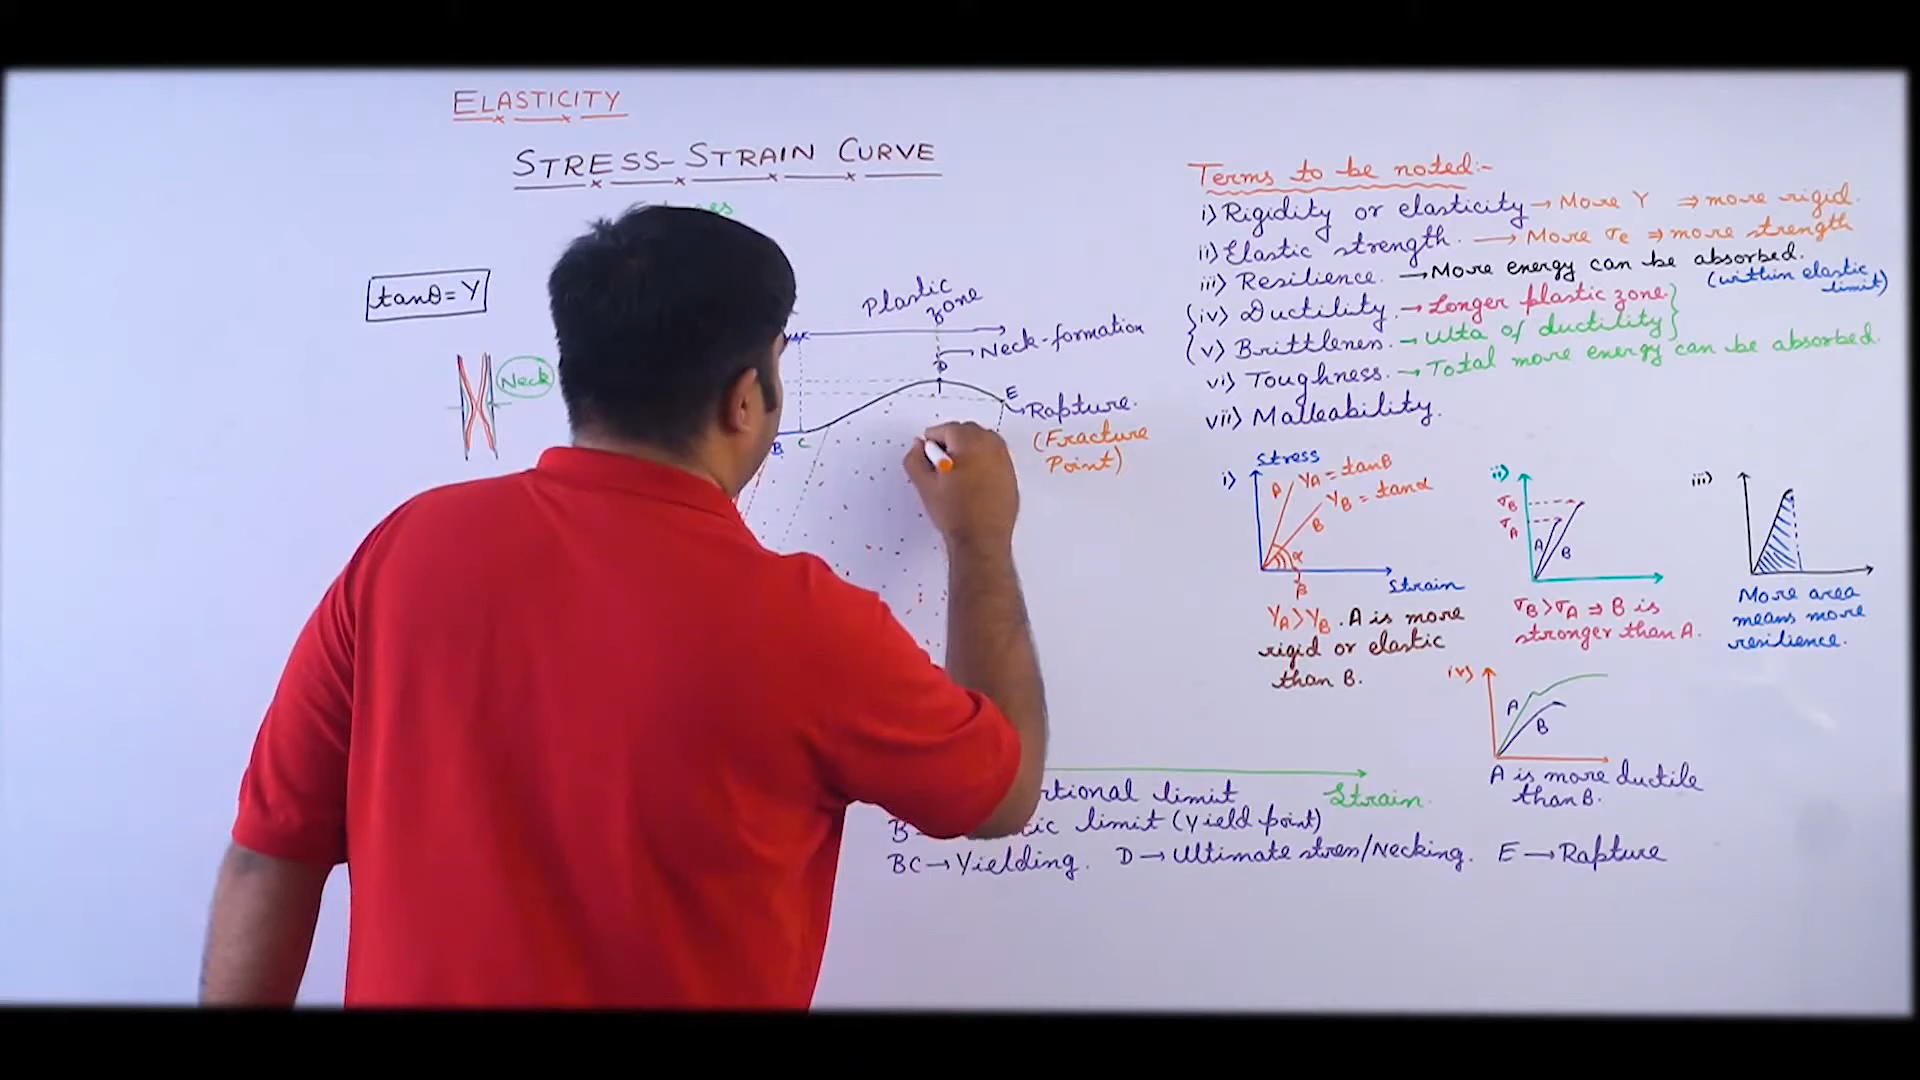 ELASTICITY
STRESS-STRAIN CURVE
tanθ = Y
Neck
Plastic
zone
Neck-formation
D
E
Rapture.
(Fracture
Point)
B
C
Strain
rtional limit
B
tic limit (Yield point)
BC → Yielding. D → Ultimate stress/Necking. E → Rapture
Terms to be noted:-
i) Rigidity or elasticity → More Y ⇒ more rigid.
ii) Elastic strength. → More σe ⇒ more strength
iii) Resilience. → More energy can be absorbed.
(within elastic
limit)
(iv) Ductility. → Longer plastic zone.
(v) Brittleness. → Ulta of ductility
vi) Toughness. → Total more energy can be absorbed.
vii) Malleability.
i)
Stress
A YA = tanβ
YB = tanα
B
α
β
Strain
YA > YB. A is more
rigid or elastic
than B.
ii)
σB
σA
A
B
σB > σA ⇒ B is
stronger than A.
iii)
More area
means more
resilience.
iv)
A
B
A is more ductile
than B.